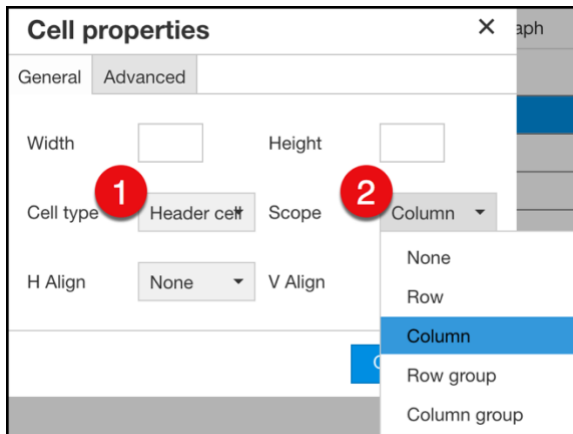 Cell properties ×
aph
General Advanced
Width Height
1 2
Cell type Header cell Scope Column
H Align None V Align
None
Row
Column
Row group
Column group